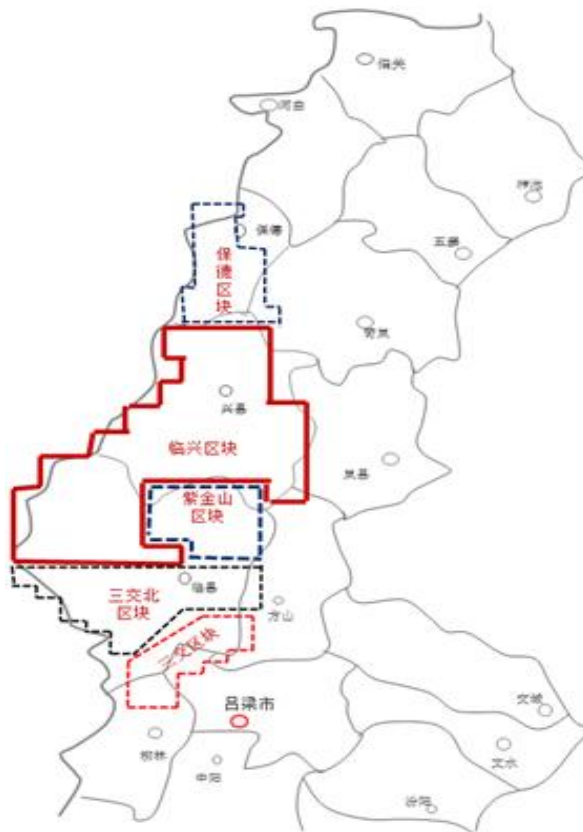 偏关
河曲
神池
保德
五寨
保德区块
岢岚
兴县
临兴区块
岚县
紫金山
区块
临县
三交北
区块
方山
三交区块
吕梁市
交城
柳林
文水
中阳
汾阳